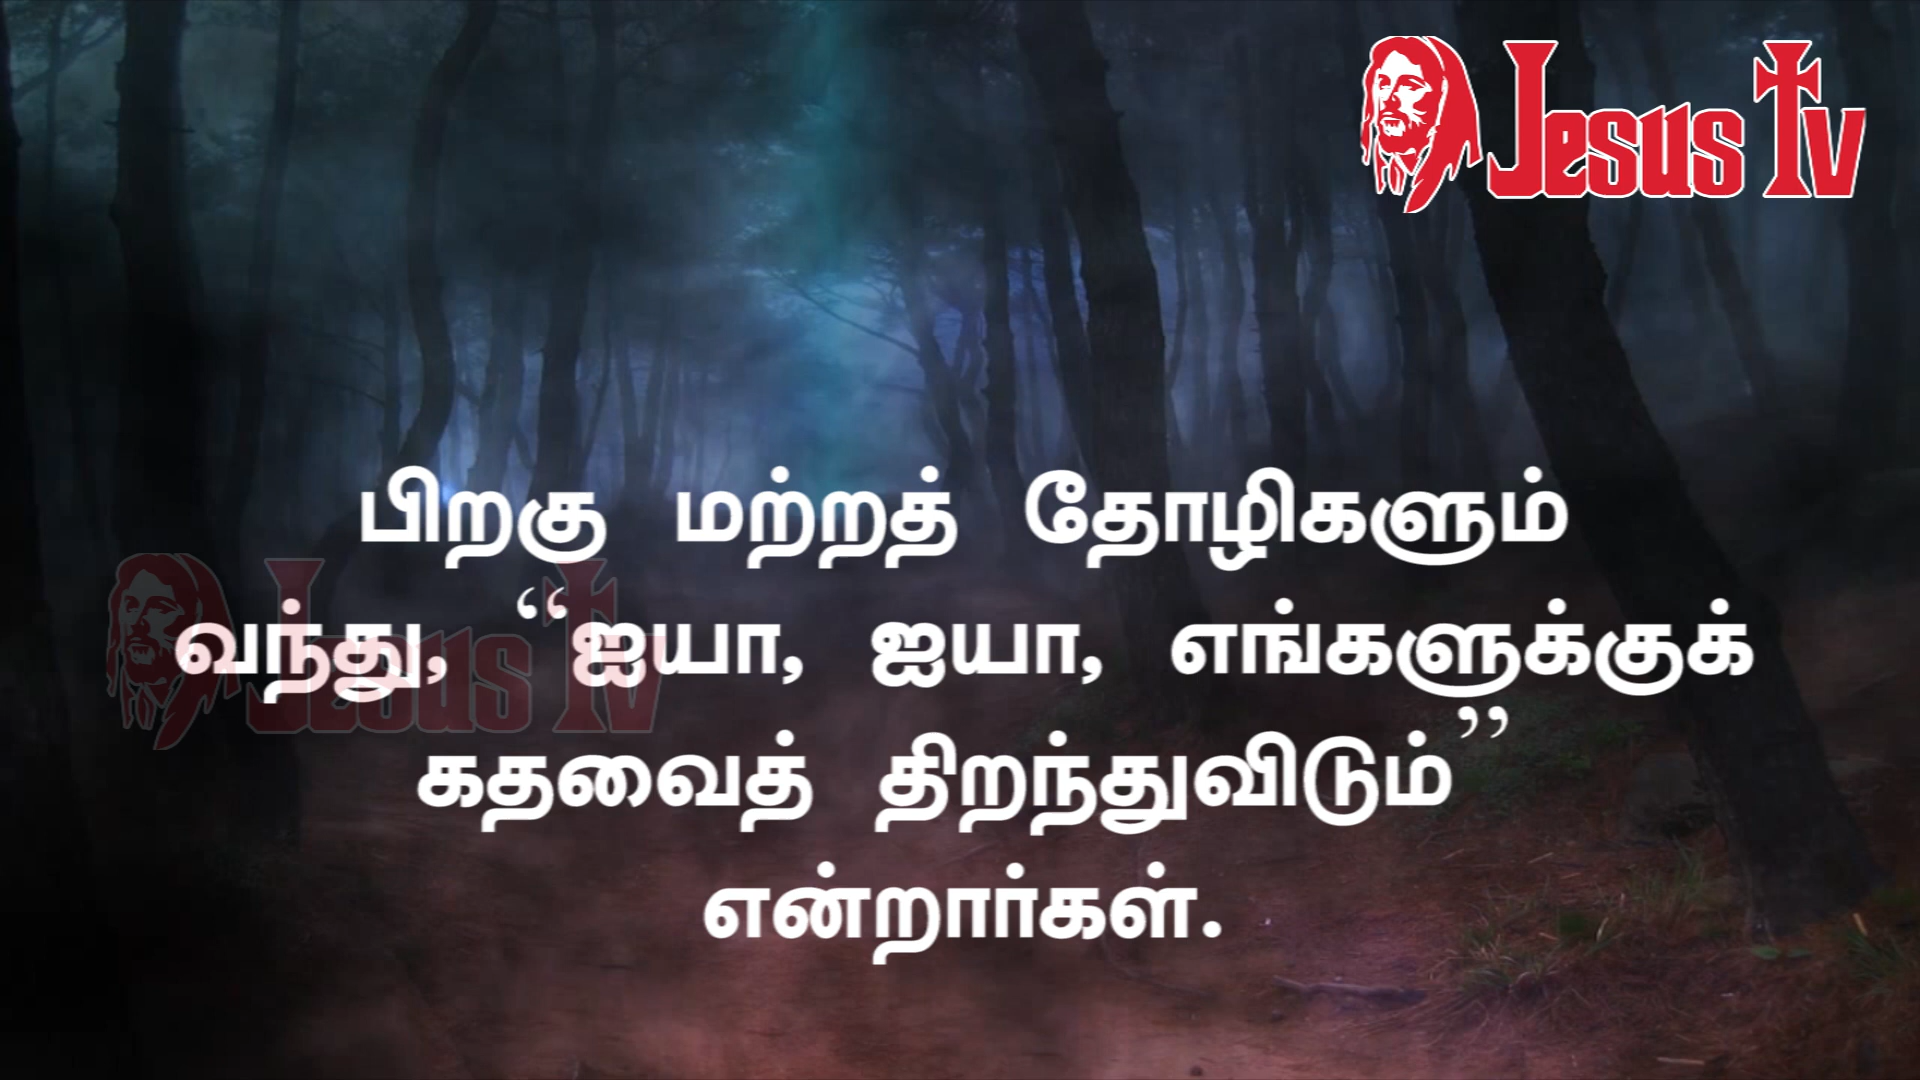 Jesus Tv
பிறகு மற்றத் தோழிகளும்
வந்து, “ஐயா, ஐயா, எங்களுக்குக்
கதவைத் திறந்துவிடும்”
என்றார்கள்.
Jesus Tv